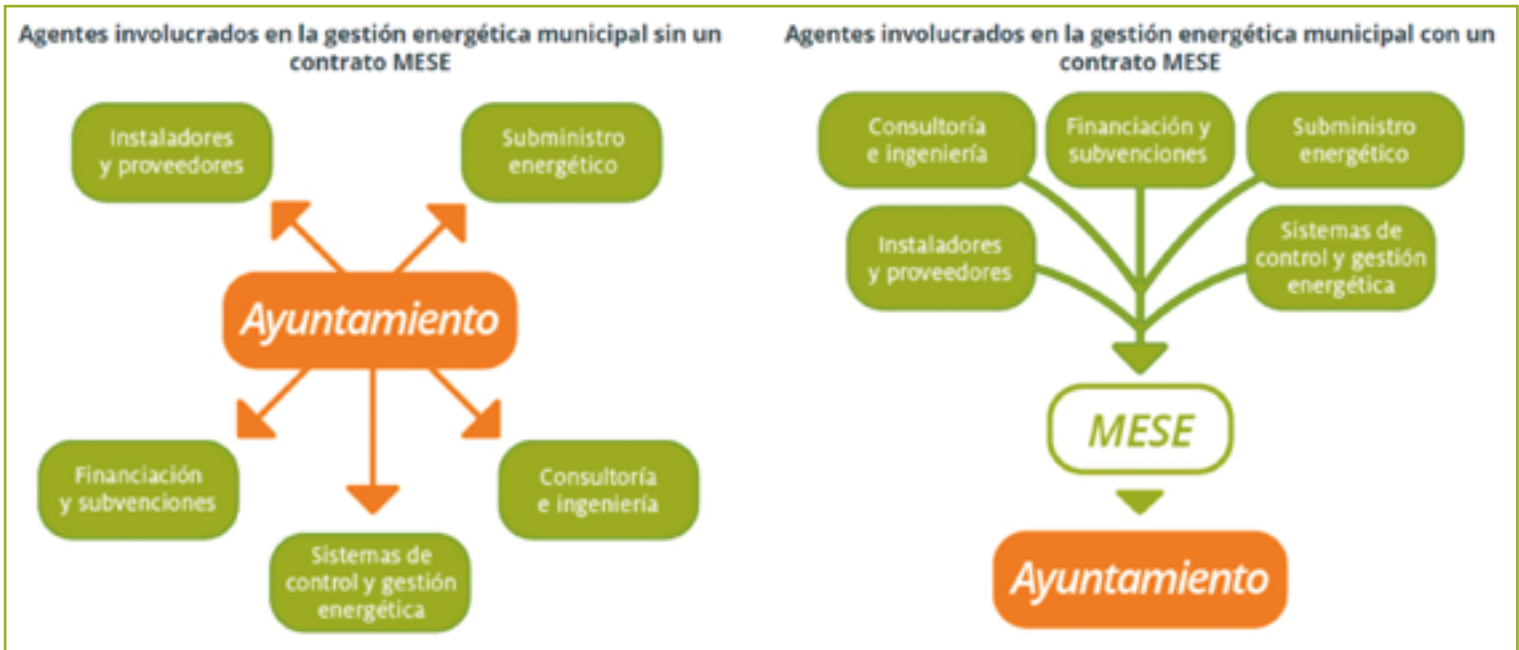 Agentes involucrados en la gestión energética municipal sin un
contrato MESE
Instaladores
y proveedores
Subministro
energético
Ayuntamiento
Financiación
y subvenciones
Sistemas de
control y gestión
energética
Consultoría
e ingeniería
Agentes involucrados en la gestión energética municipal con un
contrato MESE
Consultoría
e ingeniería
Financiación y
subvenciones
Subministro
energético
Instaladores
y proveedores
Sistemas de
control y gestión
energética
MESE
Ayuntamiento